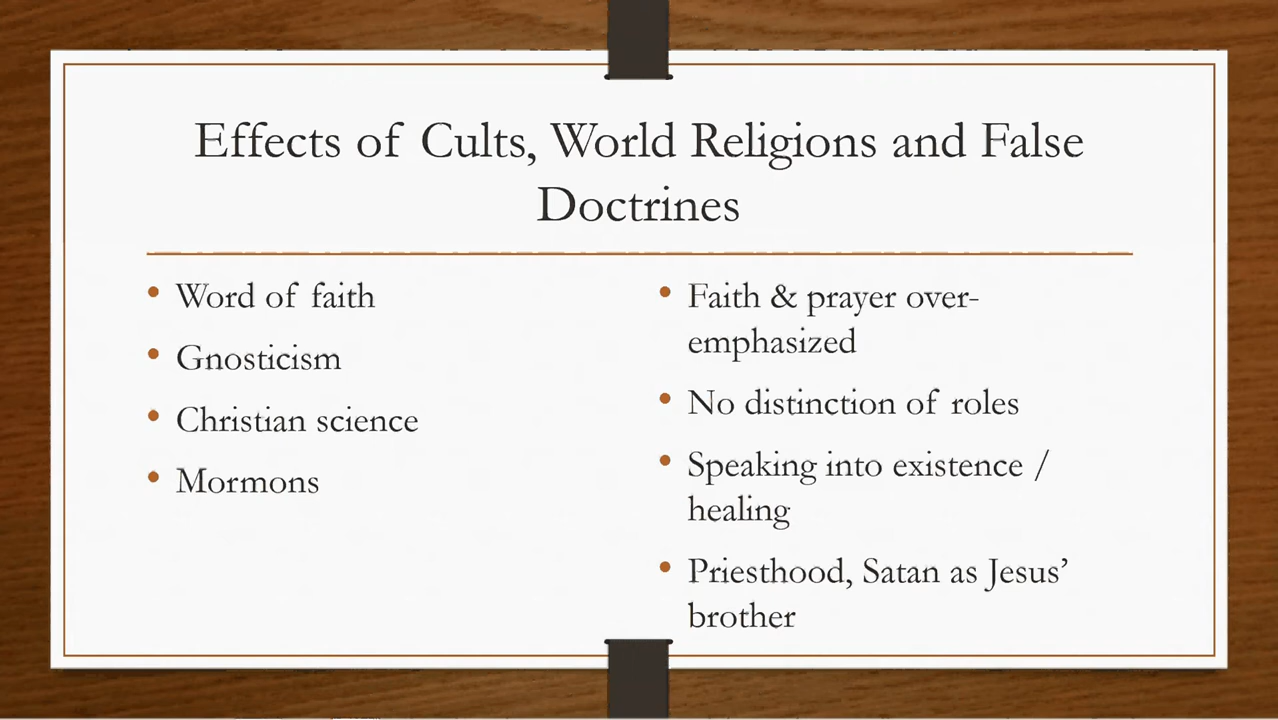 Effects of Cults, World Religions and False
Doctrines
• Word of faith
• Gnosticism
• Christian science
• Mormons
• Faith & prayer over-
emphasized
• No distinction of roles
• Speaking into existence /
healing
• Priesthood, Satan as Jesus’
brother